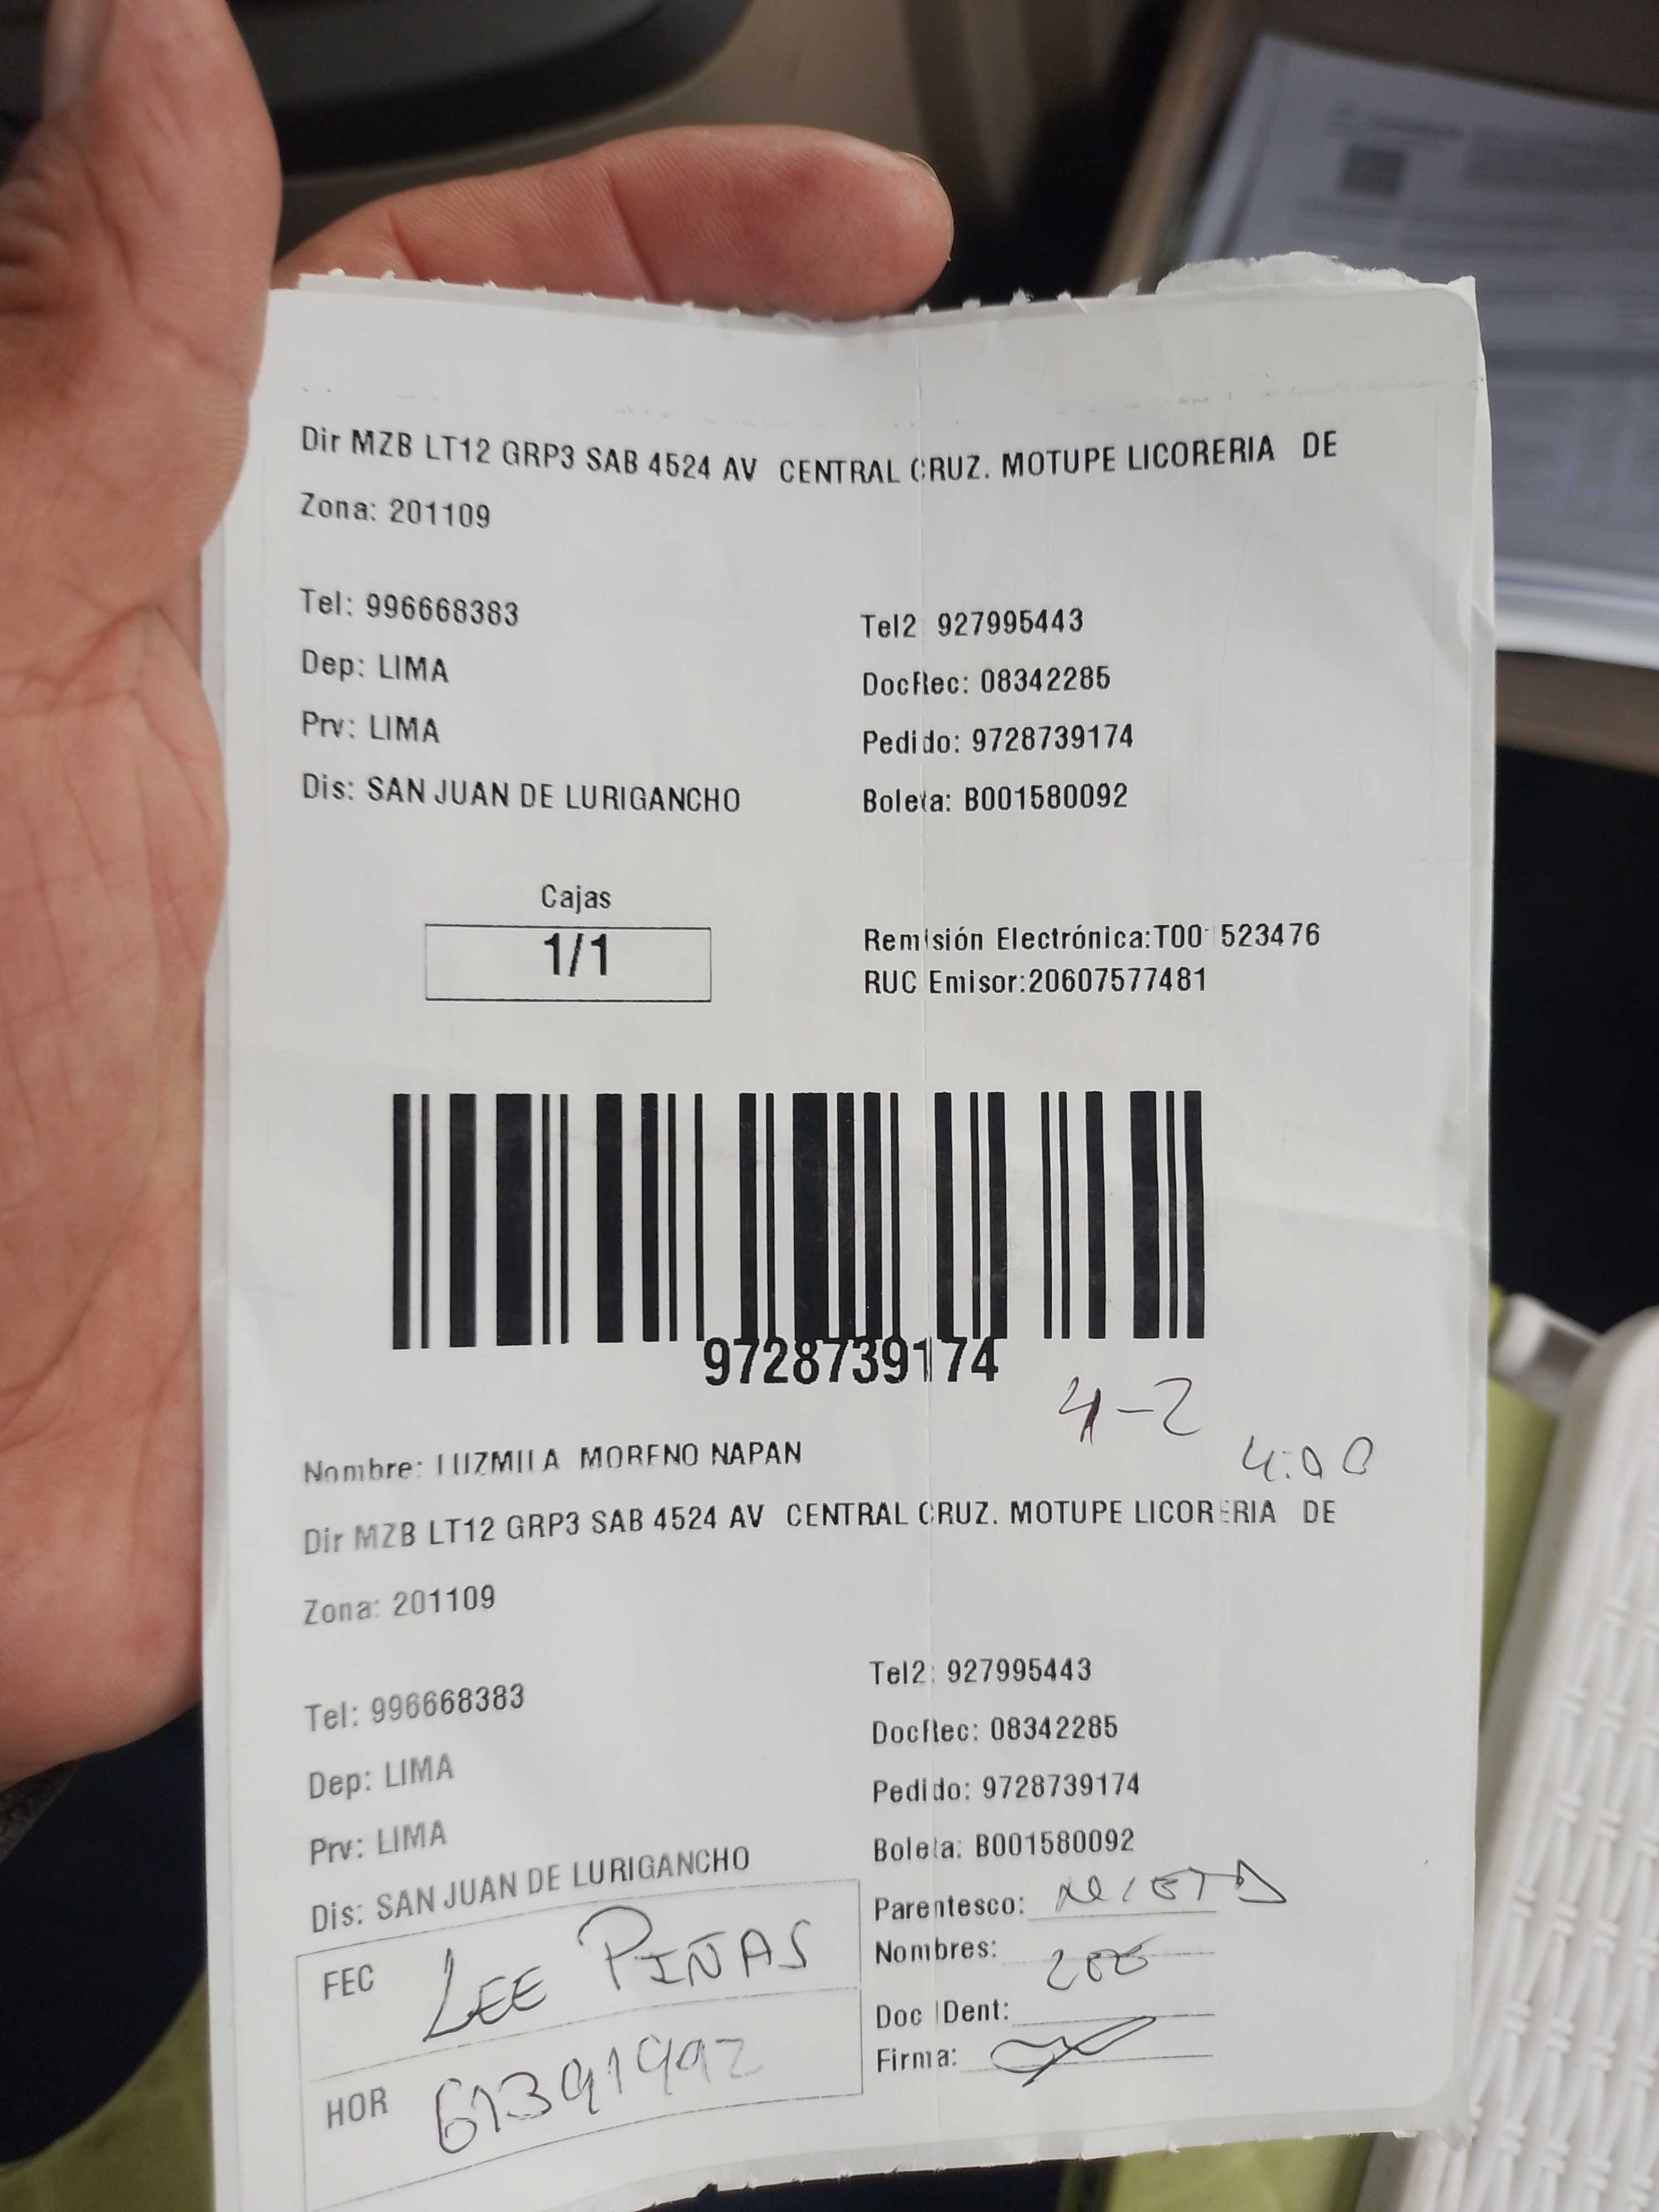 Dir MZB LT12 GRP3 SAB 4524 AV CENTRAL CRUZ. MOTUPE LICORERIA DE
Zona: 201109
Tel: 996668383
Tel2 927995443
Dep: LIMA
DocRec: 08342285
Prv: LIMA
Pedido: 9728739174
Dis: SAN JUAN DE LURIGANCHO
Boleta: B001580092
Cajas
1/1
Remisión Electrónica:T00 523476
RUC Emisor:20607577481
9728739174
4-2
4:00
Nombre: LUZMILA MORENO NAPAN
Dir MZB LT12 GRP3 SAB 4524 AV CENTRAL CRUZ. MOTUPE LICORERIA DE
Zona: 201109
Tel: 996668383
Tel2: 927995443
Dep: LIMA
DocRec: 08342285
Prv: LIMA
Pedido: 9728739174
Dis: SAN JUAN DE LURIGANCHO
Boleta: B001580092
Parentesco: NIETO
Nombres:
Doc IDent:
Firma:
FEC LEE PIÑAS
HOR 61391992